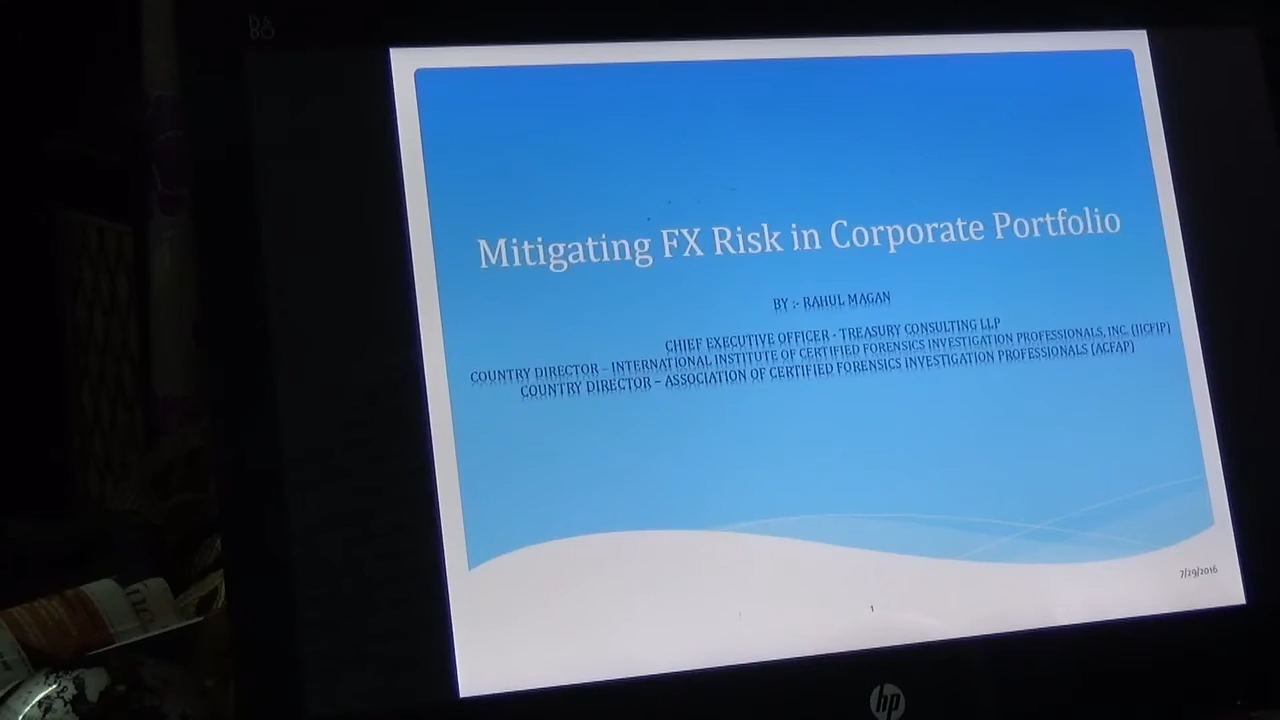 Mitigating FX Risk in Corporate Portfolio
BY :- RAHUL MAGAN
CHIEF EXECUTIVE OFFICER - TREASURY CONSULTING LLP
COUNTRY DIRECTOR – INTERNATIONAL INSTITUTE OF CERTIFIED FORENSICS INVESTIGATION PROFESSIONALS, INC. (IICFIP)
COUNTRY DIRECTOR – ASSOCIATION OF CERTIFIED FORENSICS INVESTIGATION PROFESSIONALS (ACFAP)
7/29/2016
1
hp